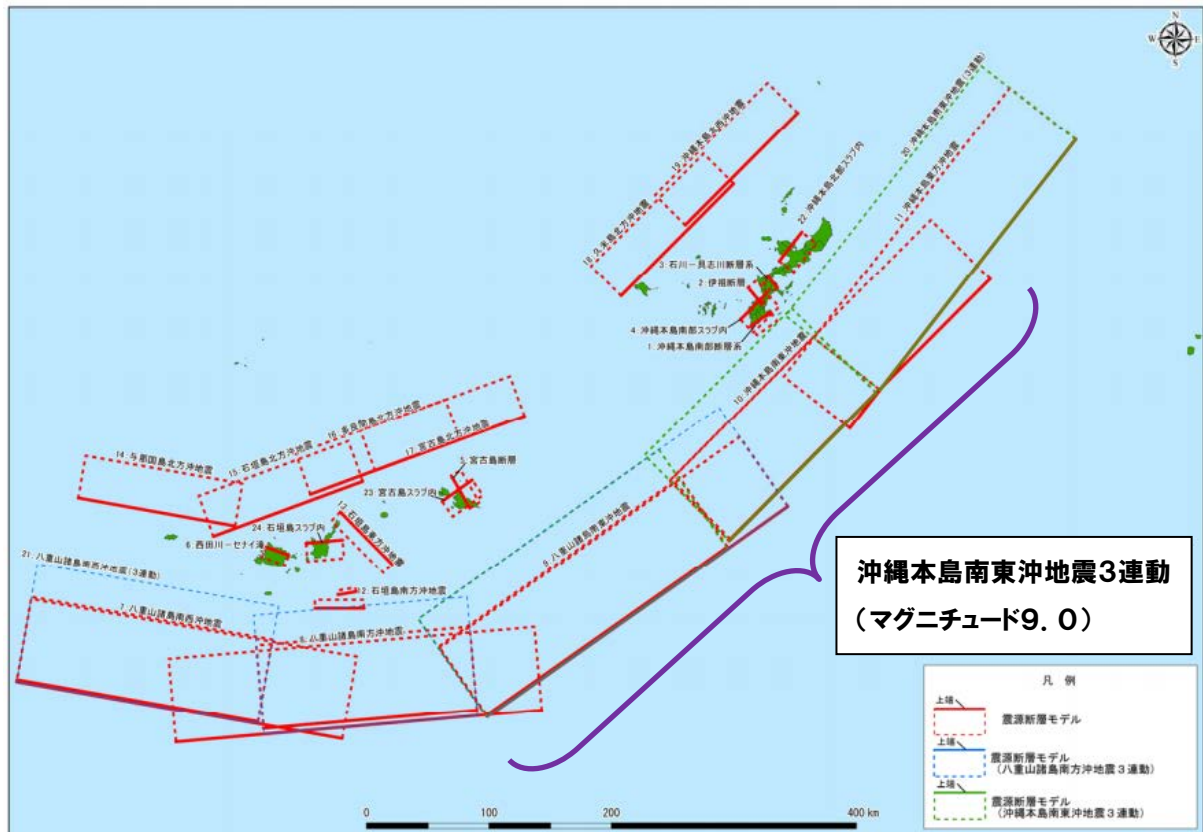 N
W E
S
20:沖縄本島南東沖地震(3連動)
19:沖縄本島北西沖地震
11:沖縄本島東方沖地震
22:沖縄本島北部スラブ内
18:久米島北方沖地震
3:石川－具志川断層系
2:伊祖断層
4:沖縄本島南部スラブ内
1:沖縄本島南部断層系
10:沖縄本島南東沖地震
16:多良間島北方沖地震
17:宮古島北方沖地震
15:石垣島北方沖地震
14:与那国島北方沖地震
5:宮古島断層
23:宮古島スラブ内
13:石垣島東方沖地震
24:石垣島スラブ内
6:西田川－セナイ滝
9:八重山諸島南東沖地震
21:八重山諸島南西沖地震(3連動)
12:石垣島南方沖地震
7:八重山諸島南西沖地震
8:八重山諸島南方沖地震
沖縄本島南東沖地震３連動
（マグニチュード９．０）
凡 例
上端
震源断層モデル
上端
震源断層モデル
（八重山諸島南方沖地震３連動）
上端
震源断層モデル
（沖縄本島南東沖地震３連動）
0 100 200 400 km